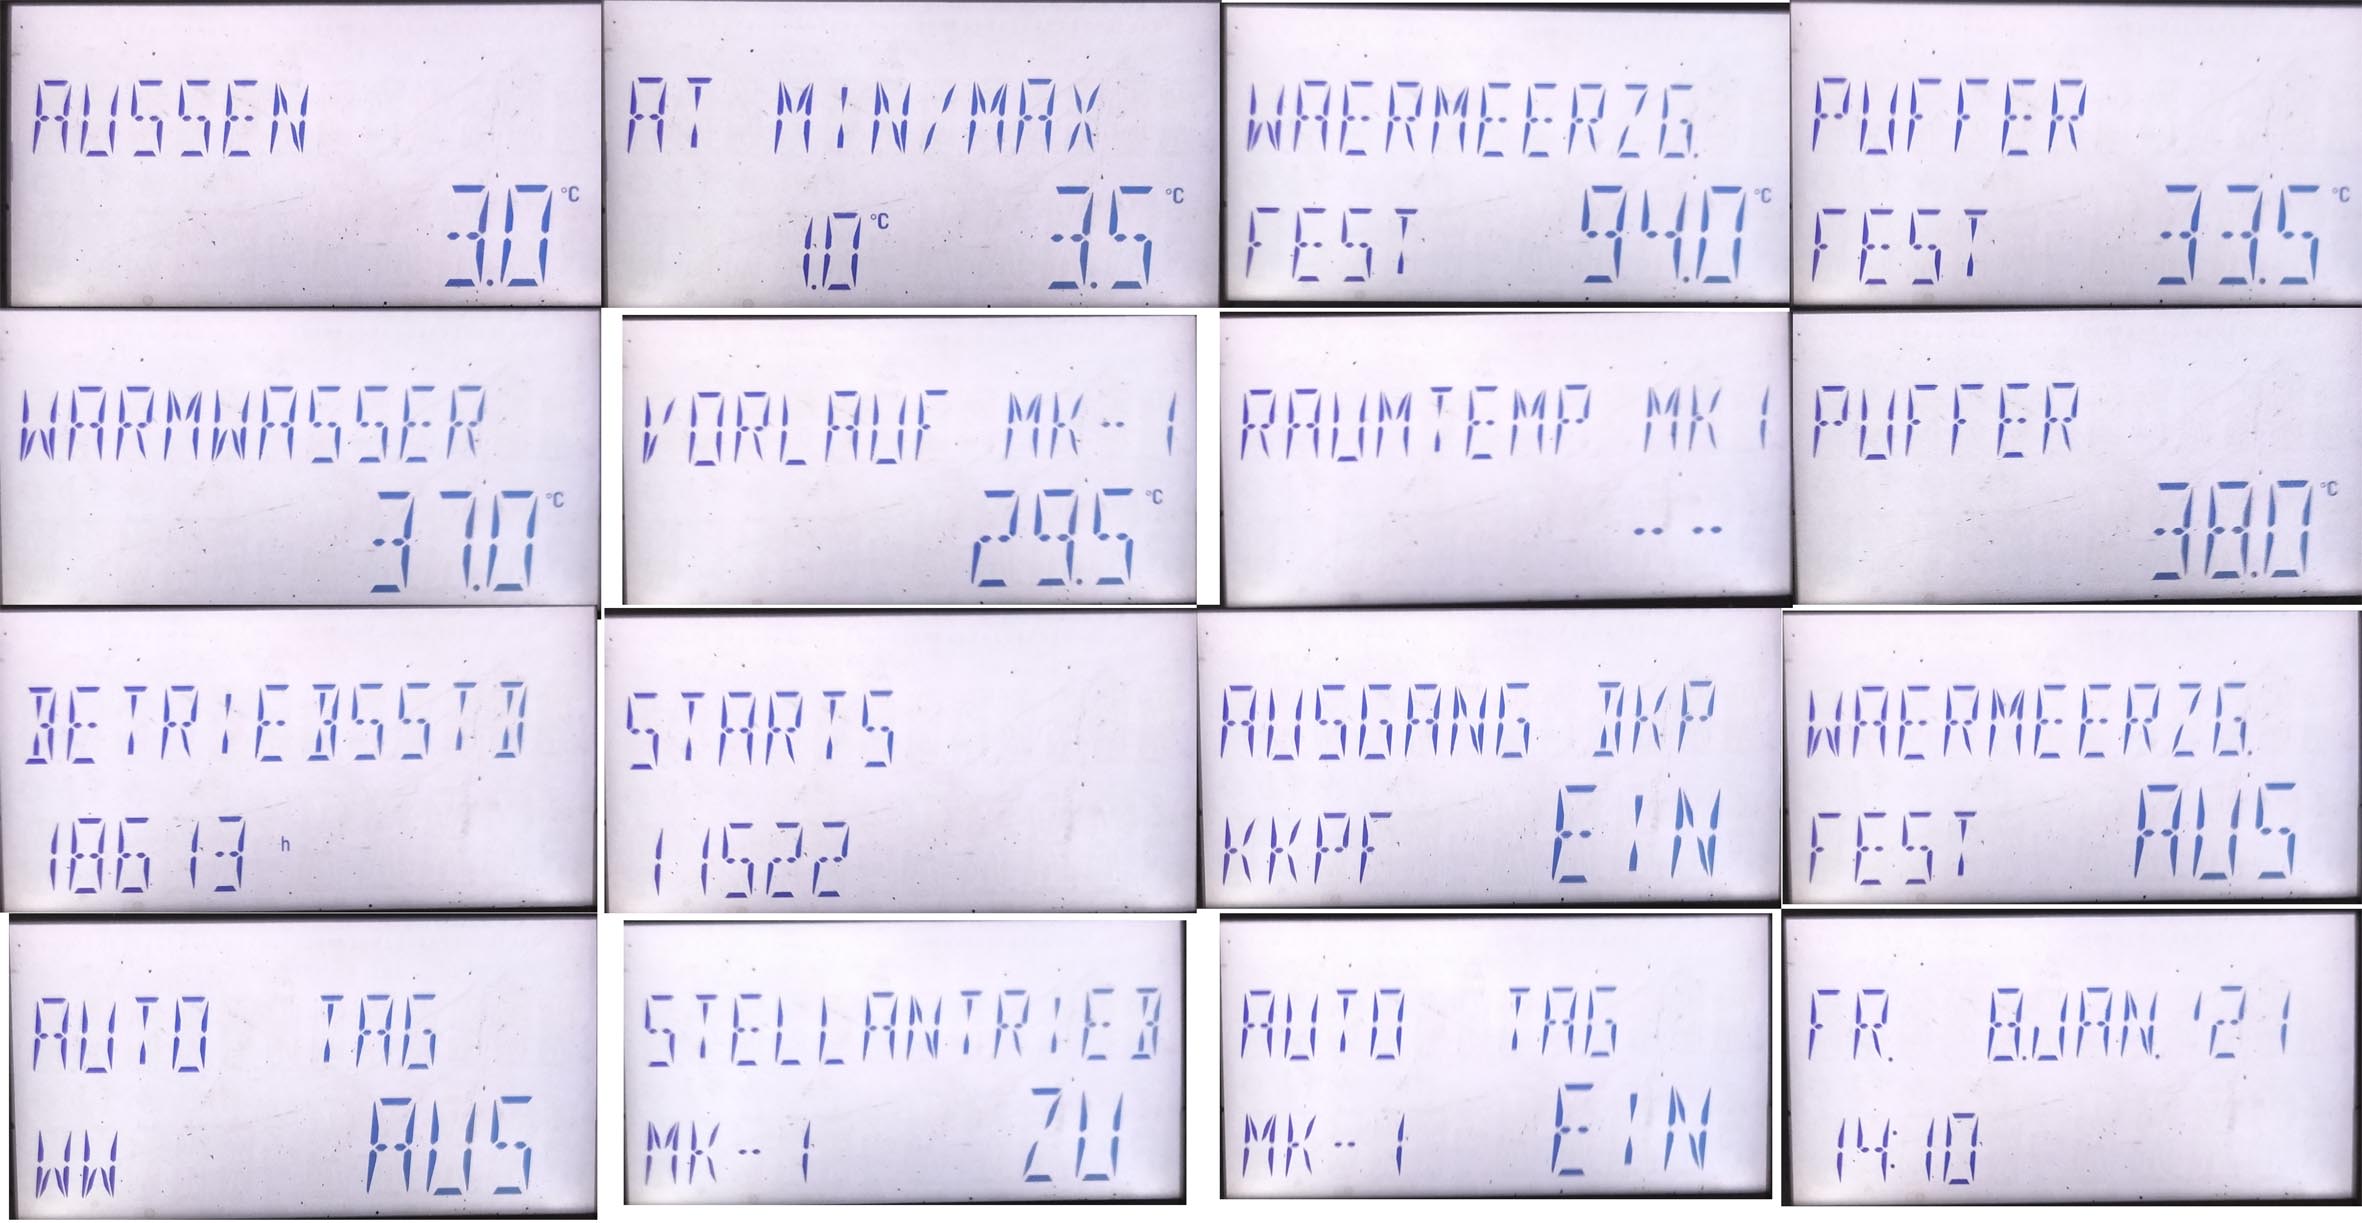 AUSSEN
3.0 °C
AT MIN/MAX
1.0 °C 3.5 °C
WAERMEERZG.
FEST 94.0 °C
PUFFER
FEST 33.5 °C
WARMWASSER
37.0 °C
VORLAUF MK-1
29.5 °C
RAUMTEMP MK1
-- --
PUFFER
38.0 °C
BETRIEBSSTD
18613 h
STARTS
11522
AUSGANG DKP
KKPF EIN
WAERMEERZG.
FEST AUS
AUTO TAG
WW AUS
STELLANTRIEB
MK-1 ZU
AUTO TAG
MK-1 EIN
FR. 8.JAN. '21
14:10